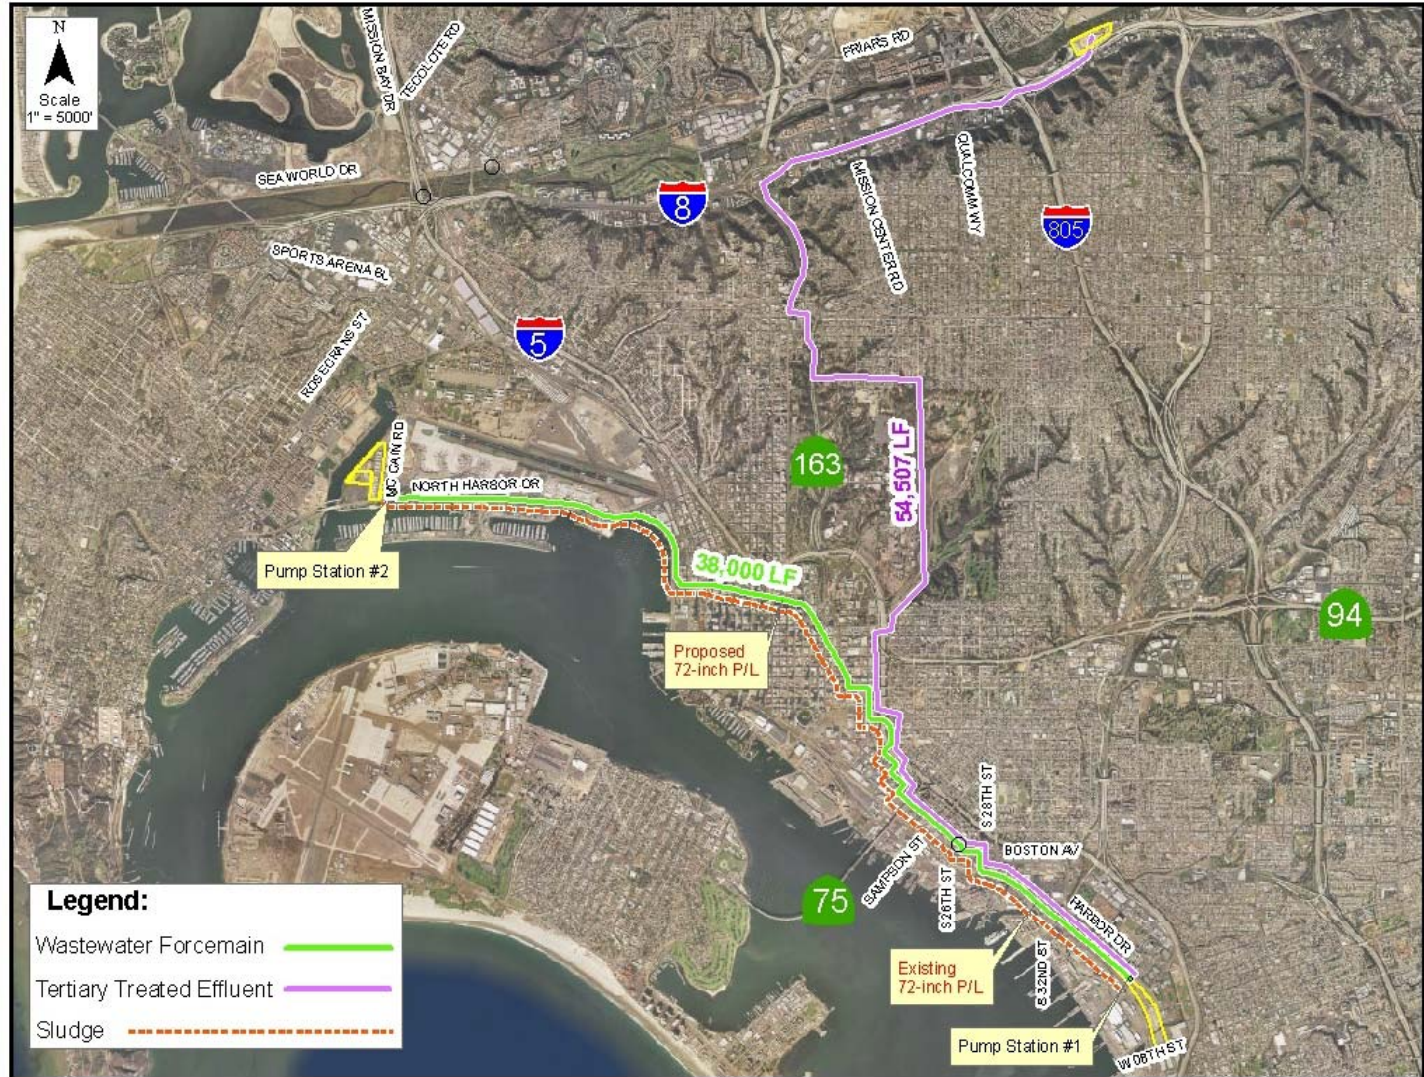 N
Scale
1" = 5000'
MISSION BAY DR
TECOLOTE RD
FRIARS RD
SEA WORLD DR
8
MISSION CENTER RD
QUALCOMM WY
805
SPORTS ARENA BL
ROSECRANS ST
5
MC CAIN RD
NORTH HARBOR DR
163
54,507 LF
Pump Station #2
38,000 LF
94
Proposed
72-inch P/L
S 28TH ST
BOSTON AV
SAMPSON ST
S 26TH ST
75
HARBOR DR
Existing
72-inch P/L
S 32ND ST
Pump Station #1
W 08TH ST
Legend:
Wastewater Forcemain
Tertiary Treated Effluent
Sludge